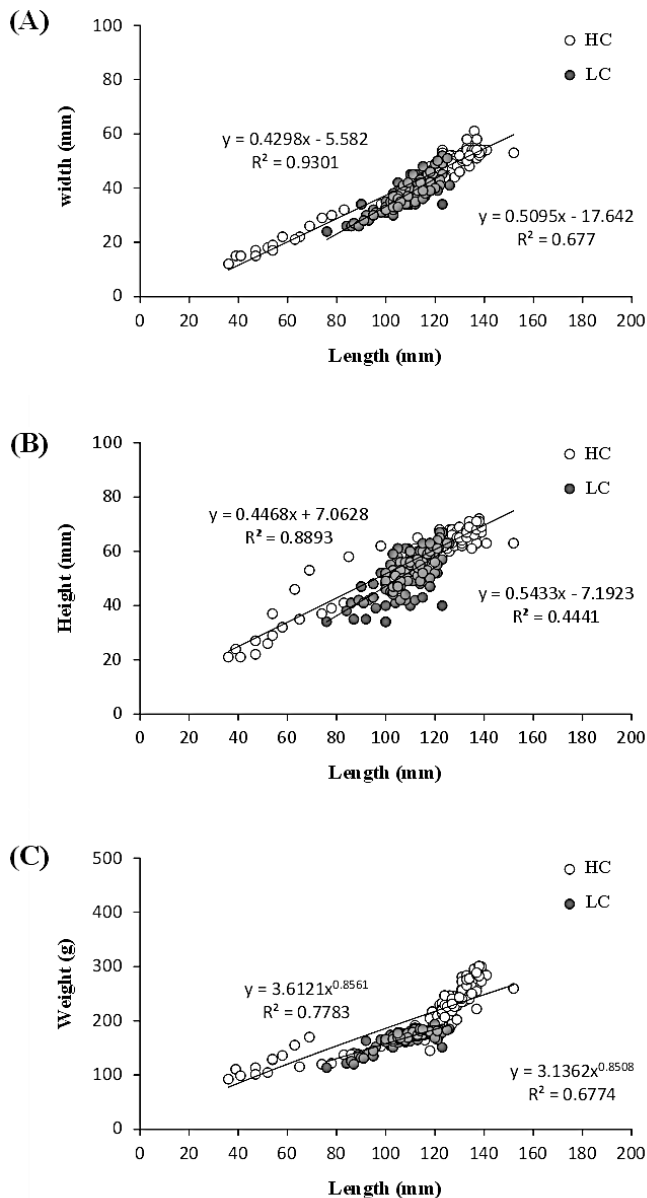 (A)
HC
LC
100
80
60
40
20
0
width (mm)
y = 0.4298x - 5.582
R² = 0.9301
y = 0.5095x - 17.642
R² = 0.677
0 20 40 60 80 100 120 140 160 180 200
Length (mm)
(B)
HC
LC
100
80
60
40
20
0
Height (mm)
y = 0.4468x + 7.0628
R² = 0.8893
y = 0.5433x - 7.1923
R² = 0.4441
0 20 40 60 80 100 120 140 160 180 200
Length (mm)
(C)
HC
LC
500
400
300
200
100
0
Weight (g)
y = 3.6121x^0.8561
R² = 0.7783
y = 3.1362x^0.8508
R² = 0.6774
0 20 40 60 80 100 120 140 160 180 200
Length (mm)